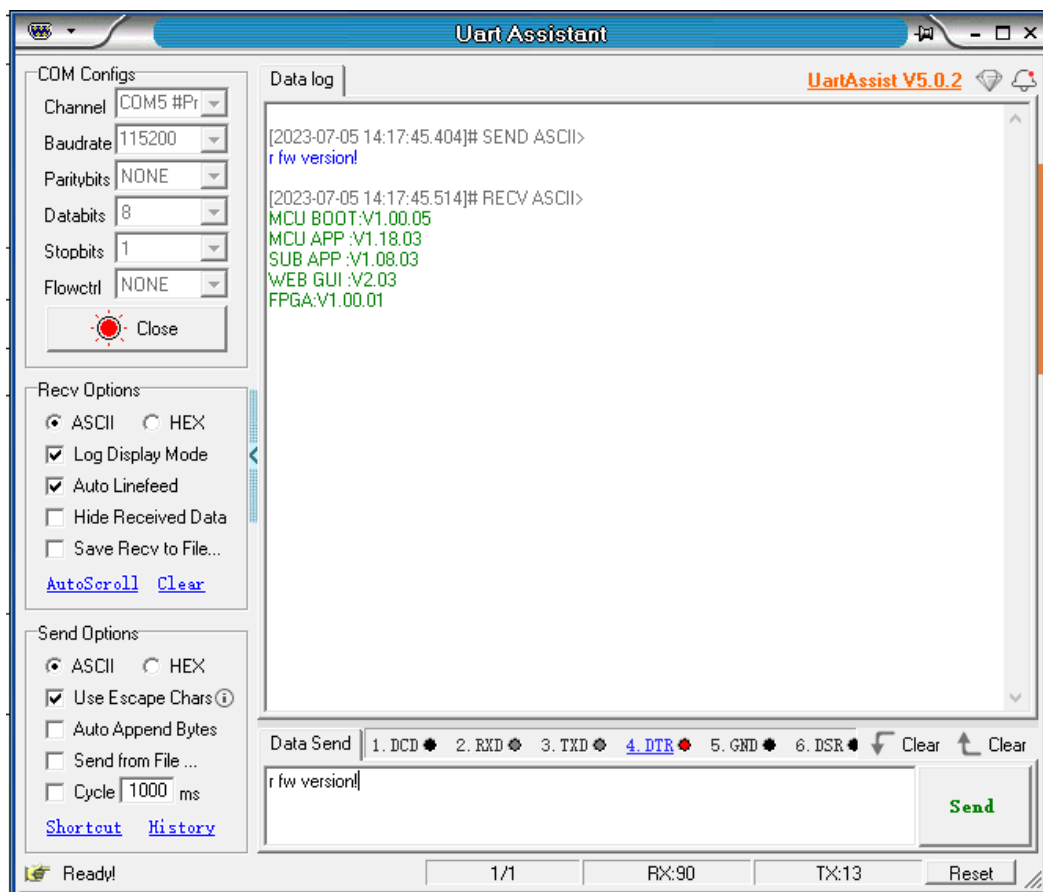 Uart Assistant
COM Configs
Channel COM5 #Pr
Baudrate 115200
Paritybits NONE
Databits 8
Stopbits 1
Flowctrl NONE
Close
Recv Options
ASCII HEX
Log Display Mode
Auto Linefeed
Hide Received Data
Save Recv to File...
AutoScroll Clear
Send Options
ASCII HEX
Use Escape Chars
Auto Append Bytes
Send from File ...
Cycle 1000 ms
Shortcut History
Data log UartAssist V5.0.2
[2023-07-05 14:17:45.404]# SEND ASCII>
r fw version!
[2023-07-05 14:17:45.514]# RECV ASCII>
MCU BOOT:V1.00.05
MCU APP :V1.18.03
SUB APP :V1.08.03
WEB GUI :V2.03
FPGA:V1.00.01
Data Send 1. DCD 2. RXD 3. TXD 4. DTR 5. GND 6. DSR Clear Clear
r fw version!
Send
Ready! 1/1 RX:90 TX:13 Reset